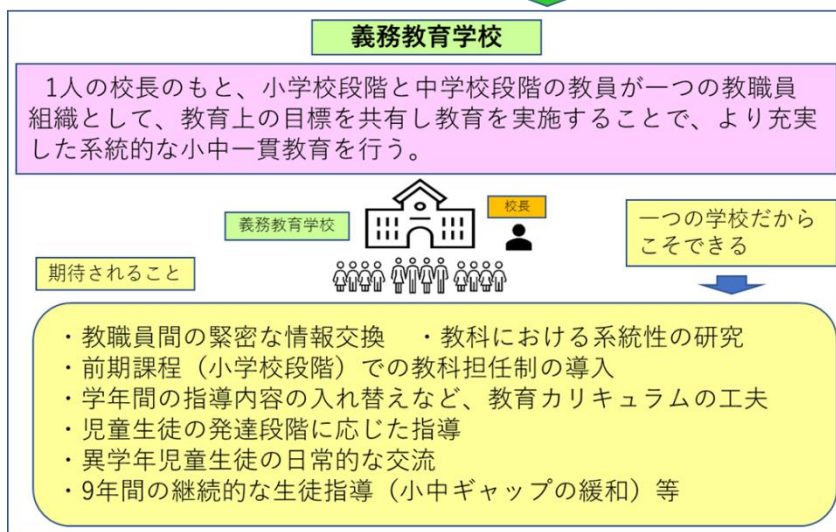 義務教育学校
1人の校長のもと、小学校段階と中学校段階の教員が一つの教職員
組織として、教育上の目標を共有し教育を実施することで、より充実
した系統的な小中一貫教育を行う。
義務教育学校
校長
一つの学校だから
こそできる
期待されること
・教職員間の緊密な情報交換　・教科における系統性の研究
・前期課程（小学校段階）での教科担任制の導入
・学年間の指導内容の入れ替えなど、教育カリキュラムの工夫
・児童生徒の発達段階に応じた指導
・異学年児童生徒の日常的な交流
・9年間の継続的な生徒指導（小中ギャップの緩和）等